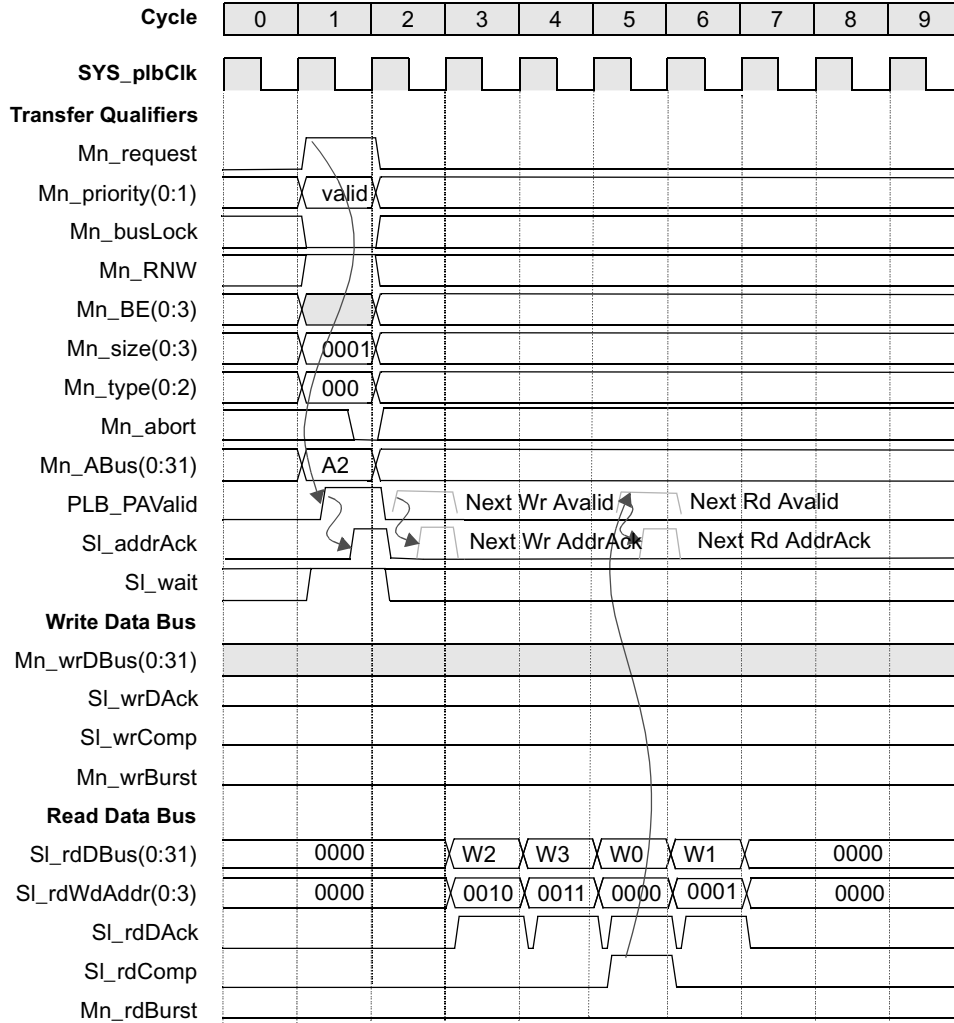 Cycle 0 1 2 3 4 5 6 7 8 9
SYS_plbClk
Transfer Qualifiers
Mn_request
Mn_priority(0:1) valid
Mn_busLock
Mn_RNW
Mn_BE(0:3)
Mn_size(0:3) 0001
Mn_type(0:2) 000
Mn_abort
Mn_ABus(0:31) A2
PLB_PAValid Next Wr Avalid Next Rd Avalid
Sl_addrAck Next Wr AddrAck Next Rd AddrAck
Sl_wait
Write Data Bus
Mn_wrDBus(0:31)
Sl_wrDAck
Sl_wrComp
Mn_wrBurst
Read Data Bus
Sl_rdDBus(0:31) 0000 W2 W3 W0 W1 0000
Sl_rdWdAddr(0:3) 0000 0010 0011 0000 0001 0000
Sl_rdDAck
Sl_rdComp
Mn_rdBurst